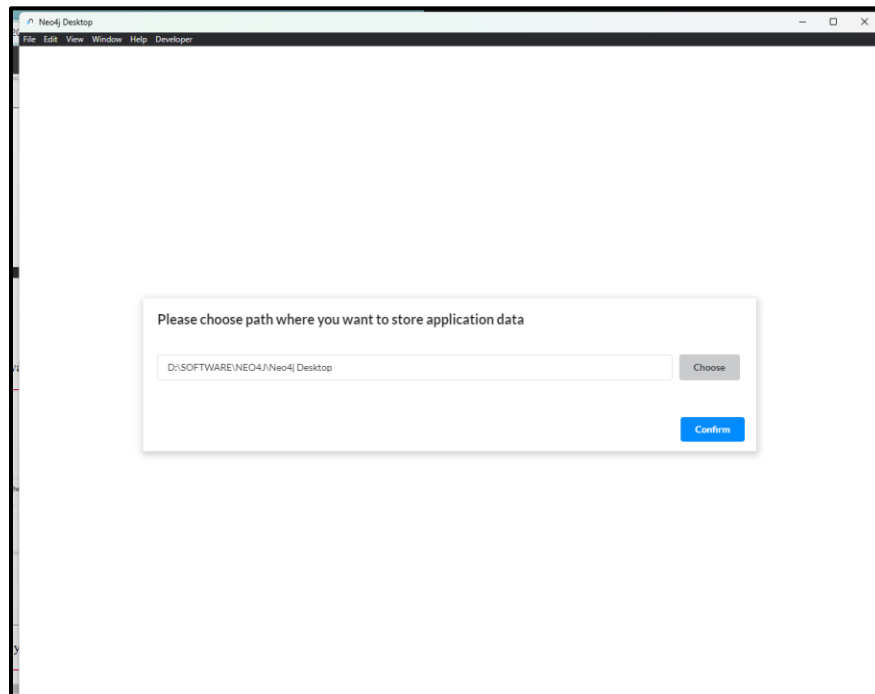 Neo4j Desktop
File Edit View Window Help Developer
Please choose path where you want to store application data
D:\SOFTWARE\NEO4J\Neo4j Desktop
Choose
Confirm